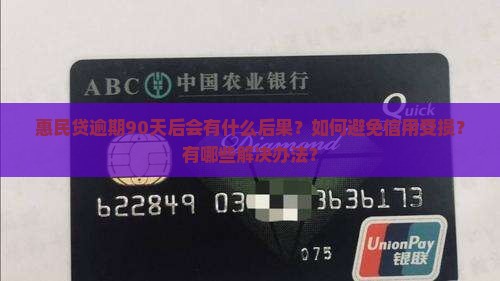 ABC 中国农业银行
Quick
惠民贷逾期90天后会有什么后果？如何避免信用受损？
有哪些解决办法？
622849 03 3636173
075
UnionPay
银联